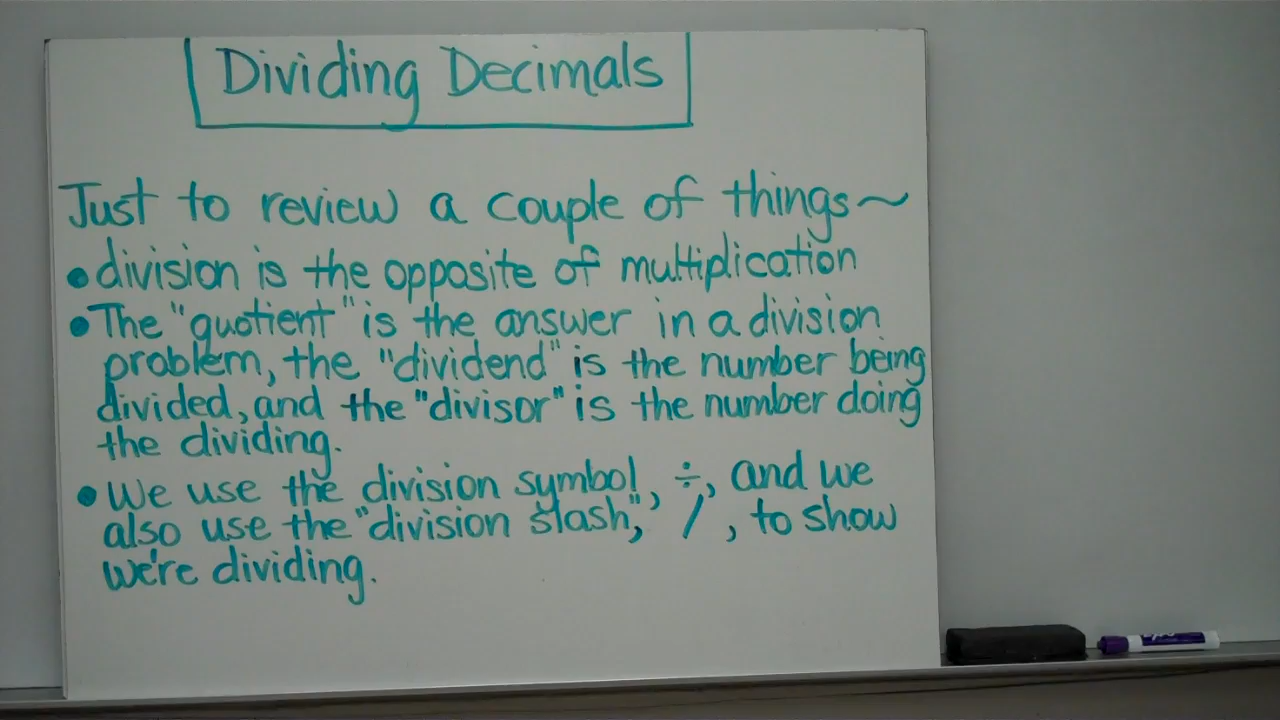 Dividing Decimals
Just to review a couple of things~
• division is the opposite of multiplication
• The "quotient" is the answer in a division
problem, the "dividend" is the number being
divided, and the "divisor" is the number doing
the dividing.
• We use the division symbol, ÷, and we
also use the "division slash," /, to show
we're dividing.